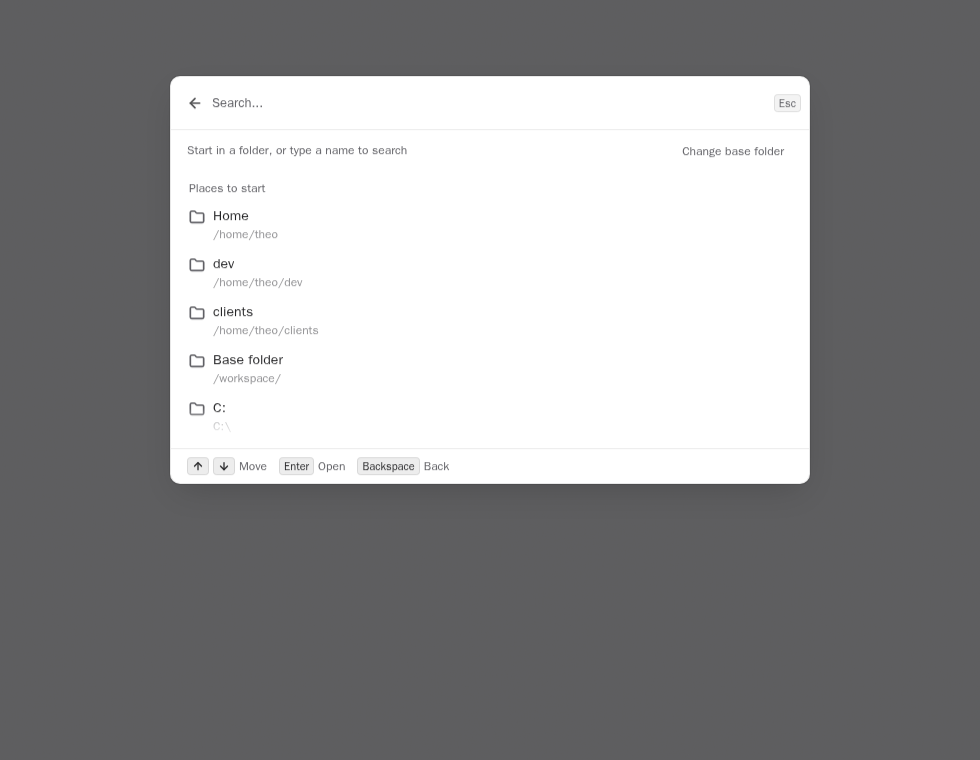 Search...
Esc
Start in a folder, or type a name to search
Change base folder
Places to start
Home
/home/theo
dev
/home/theo/dev
clients
/home/theo/clients
Base folder
/workspace/
C:
C:\
Move Enter Open Backspace Back